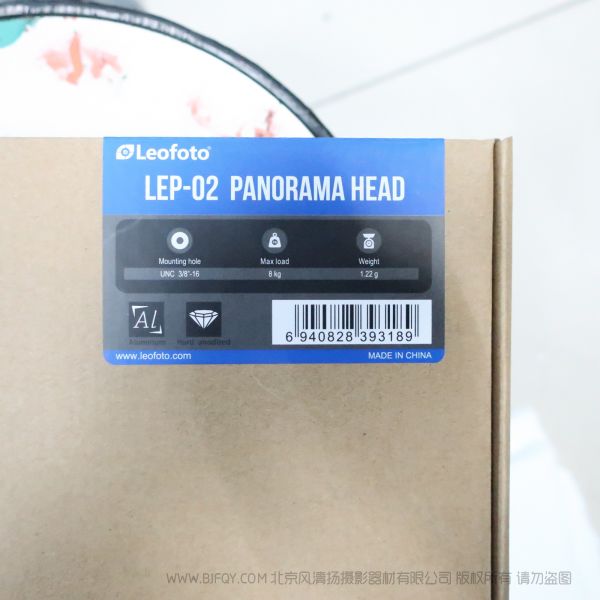 Leofoto®
LEP-02 PANORAMA HEAD
Mounting hole Max load Weight
UNC 3/8"-16 8 kg 1.22 g
Al
Aluminum Hard anodized
6 940828 393189
www.leofoto.com MADE IN CHINA
WWW.BJFQY.COM 北京风清扬摄影器材有限公司 版权所有 请勿盗图